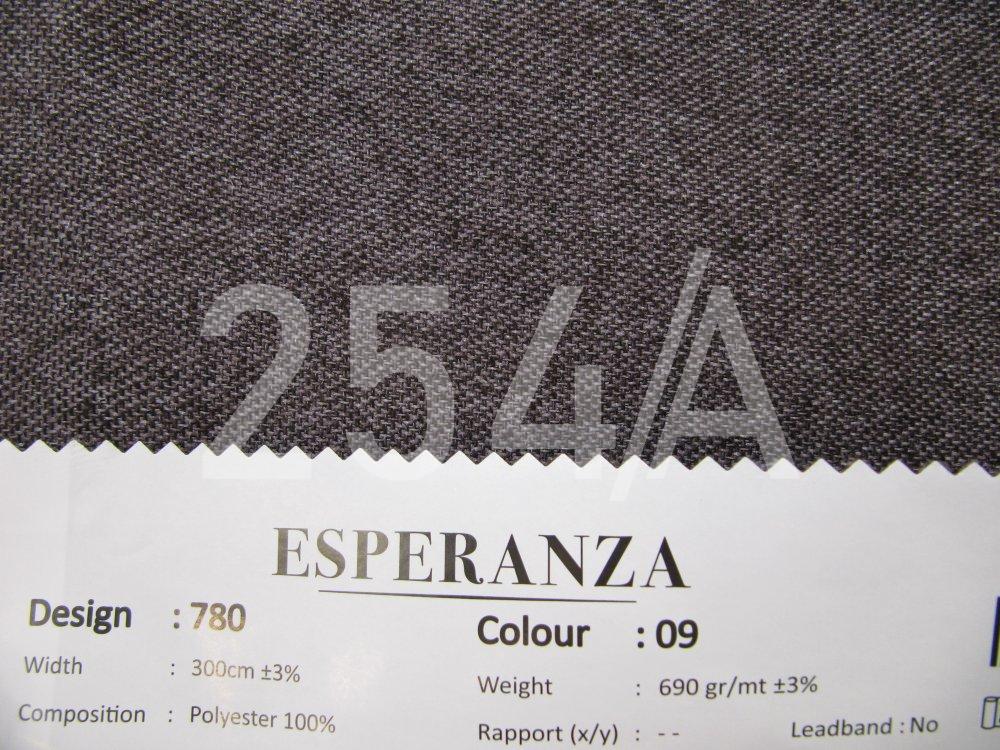 254/A
ESPERANZA
Design : 780
Colour : 09
Width : 300cm ±3%
Weight : 690 gr/mt ±3%
Composition : Polyester 100%
Rapport (x/y) : - -
Leadband : No